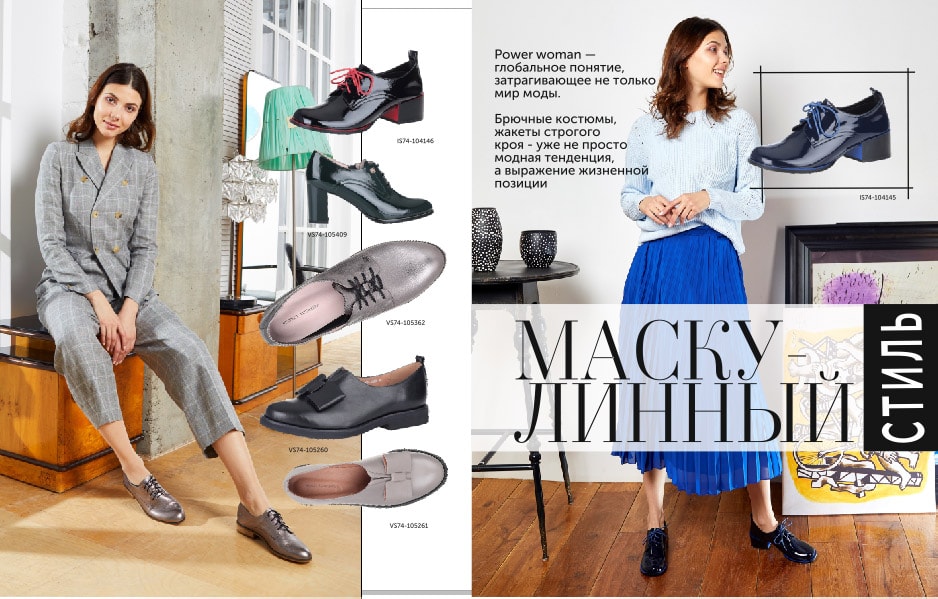 IS74-104146
VS74-105409
VS74-105362
VS74-105260
VS74-105261
Power woman —
глобальное понятие,
затрагивающее не только
мир моды.
Брючные костюмы,
жакеты строгого
кроя - уже не просто
модная тенденция,
а выражение жизненной
позиции
IS74-104145
МАСКУ-
ЛИННЫЙ
СТИЛЬ